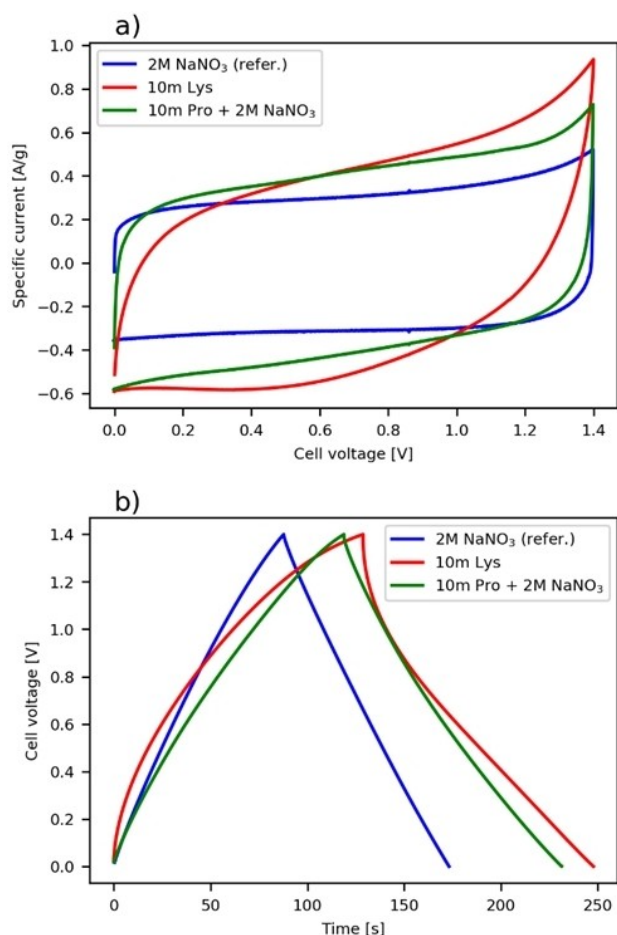 a)
1.0
0.8
0.6
0.4
0.2
0.0
−0.2
−0.4
−0.6
Specific current [A/g]
2M NaNO₃ (refer.)
10m Lys
10m Pro + 2M NaNO₃
0.0 0.2 0.4 0.6 0.8 1.0 1.2 1.4
Cell voltage [V]
b)
1.4
1.2
1.0
0.8
0.6
0.4
0.2
0.0
Cell voltage [V]
2M NaNO₃ (refer.)
10m Lys
10m Pro + 2M NaNO₃
0 50 100 150 200 250
Time [s]